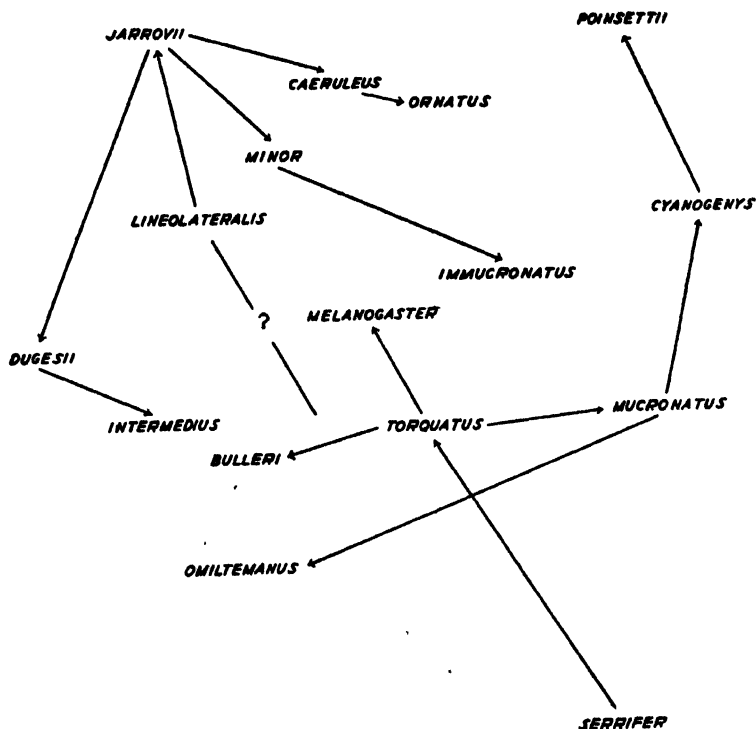 POINSETTII
JARROVII
CAERULEUS
ORNATUS
MINOR
CYANOGENYS
LINEOLATERALIS
IMMUCRONATUS
MELANOGASTER
?
DUGESII
MUCRONATUS
INTERMEDIUS
TORQUATUS
BULLERI
OMILTEMANUS
SERRIFER